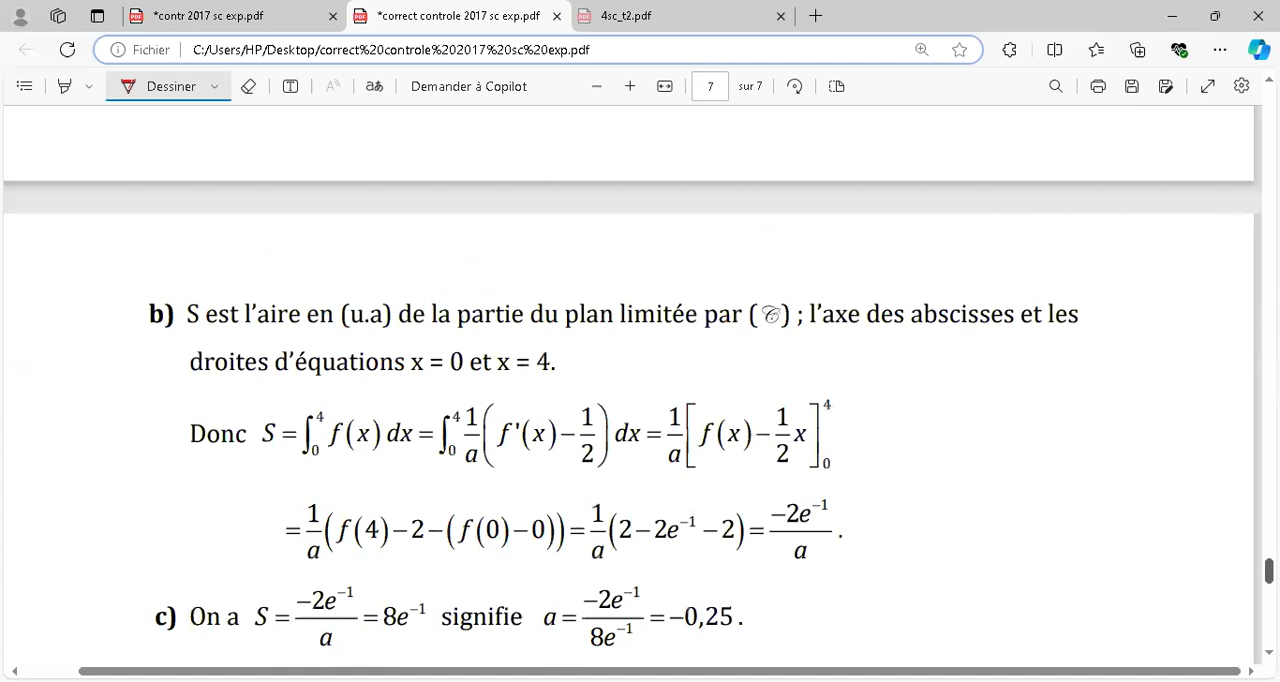 *contr 2017 sc exp.pdf
*correct controle 2017 sc exp.pdf
4sc_t2.pdf
Fichier | C:/Users/HP/Desktop/correct%20controle%202017%20sc%20exp.pdf
Dessiner
Demander à Copilot
7 sur 7
b) S est l'aire en (u.a) de la partie du plan limitée par (𝒞) ; l'axe des abscisses et les
droites d'équations x = 0 et x = 4.
Donc S = ∫₀⁴ f(x) dx = ∫₀⁴ 1/a (f'(x) − 1/2) dx = 1/a [f(x) − 1/2 x]₀⁴
= 1/a (f(4) − 2 − (f(0) − 0)) = 1/a (2 − 2e⁻¹ − 2) = −2e⁻¹/a .
c) On a S = −2e⁻¹/a = 8e⁻¹ signifie a = −2e⁻¹/8e⁻¹ = −0,25 .